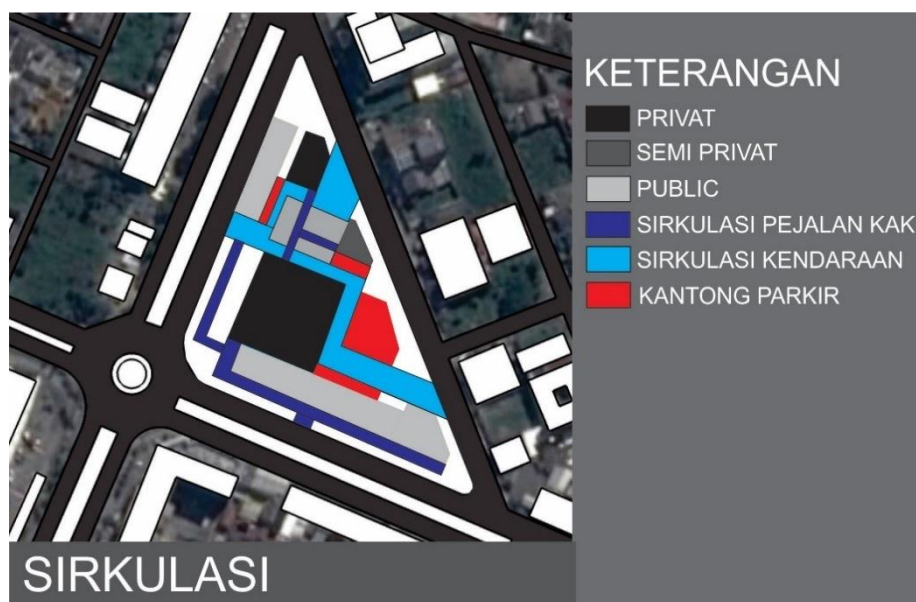 KETERANGAN
PRIVAT
SEMI PRIVAT
PUBLIC
SIRKULASI PEJALAN KAK
SIRKULASI KENDARAAN
KANTONG PARKIR
SIRKULASI